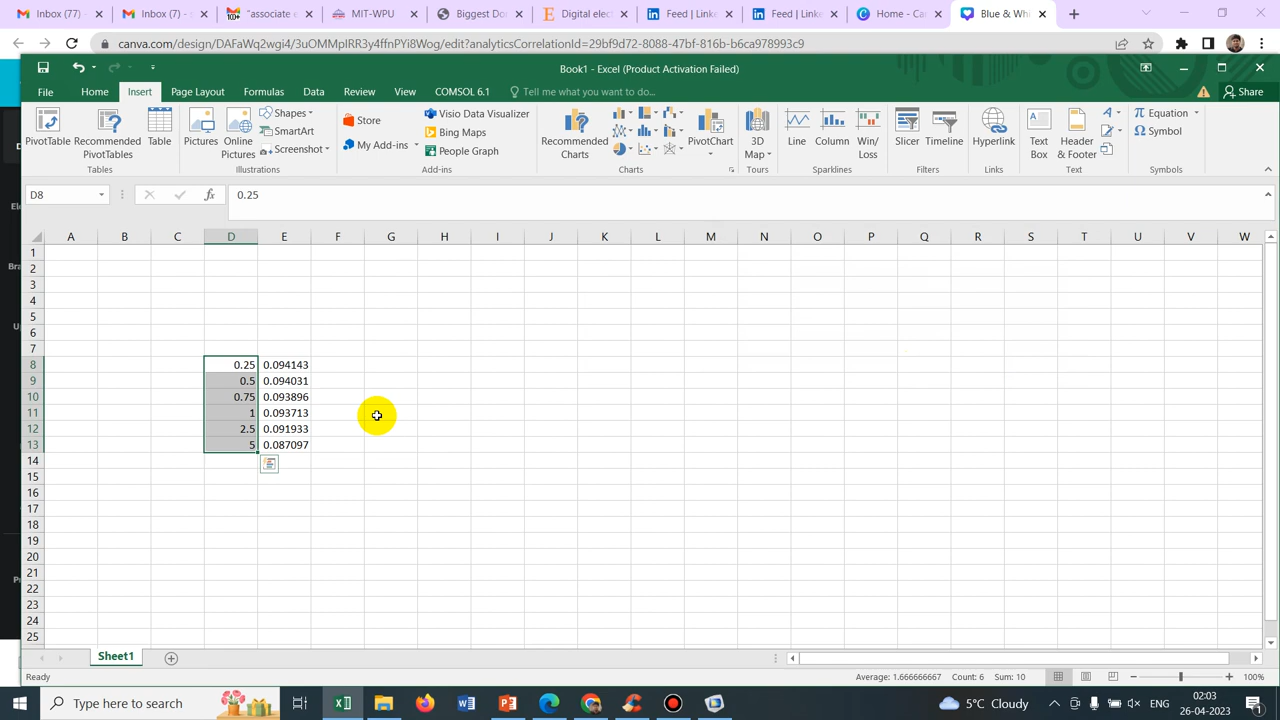 Inbox (77)
Inbox (7) -
"associate e
MIT-WPU
Biggest Do
Digital elect
Feed | Linke
Feed | Linke
Home - Can
Blue & Whi
canva.com/design/DAFaWq2wgi4/3uOMMplRR3y4ffnPYi8Wog/edit?analyticsCorrelationId=29bf9d72-8088-47bf-816b-b6ca978993c9
Book1 - Excel (Product Activation Failed)
File Home Insert Page Layout Formulas Data Review View COMSOL 6.1 Tell me what you want to do... Share
PivotTable
Recommended PivotTables
Table
Tables
Pictures
Online Pictures
Shapes
SmartArt
Screenshot
Illustrations
Store
My Add-ins
Visio Data Visualizer
Bing Maps
People Graph
Add-ins
Recommended Charts
PivotChart
Charts
3D Map
Tours
Line
Column
Win/Loss
Sparklines
Slicer
Timeline
Filters
Hyperlink
Links
Text Box
Header & Footer
Text
Equation
Symbol
Symbols
D8 fx 0.25
A B C D E F G H I J K L M N O P Q R S T U V W
1
2
3
4
5
6
7
8 0.25 0.094143
9 0.5 0.094031
10 0.75 0.093896
11 1 0.093713
12 2.5 0.091933
13 5 0.087097
14
15
16
17
18
19
20
21
22
23
24
25
Sheet1
Ready Average: 1.666666667 Count: 6 Sum: 10 100%
Type here to search 5°C Cloudy ENG 02:03
26-04-2023